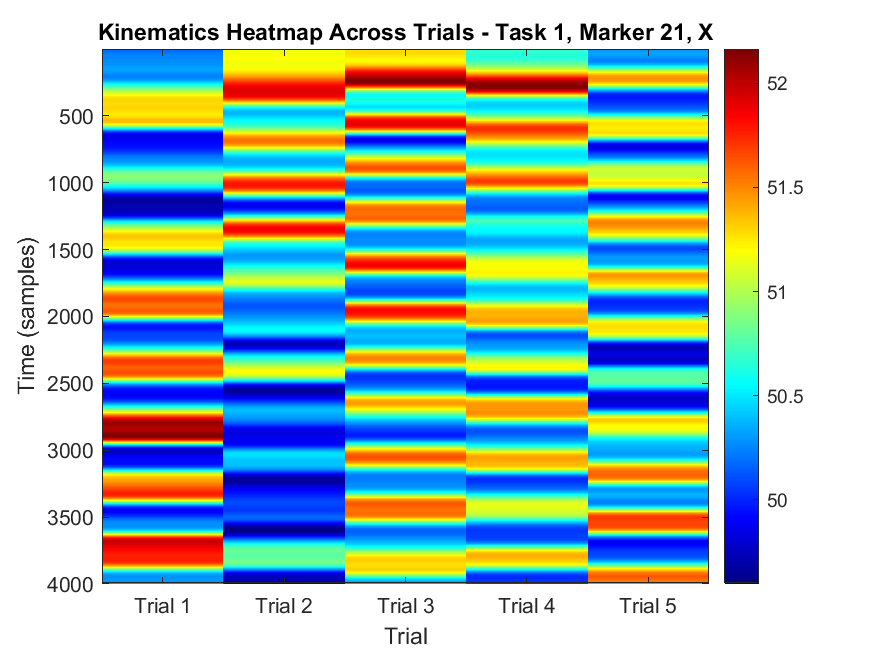 Kinematics Heatmap Across Trials - Task 1, Marker 21, X
500
1000
1500
2000
2500
3000
3500
4000
Time (samples)
Trial 1
Trial 2
Trial 3
Trial 4
Trial 5
Trial
52
51.5
51
50.5
50